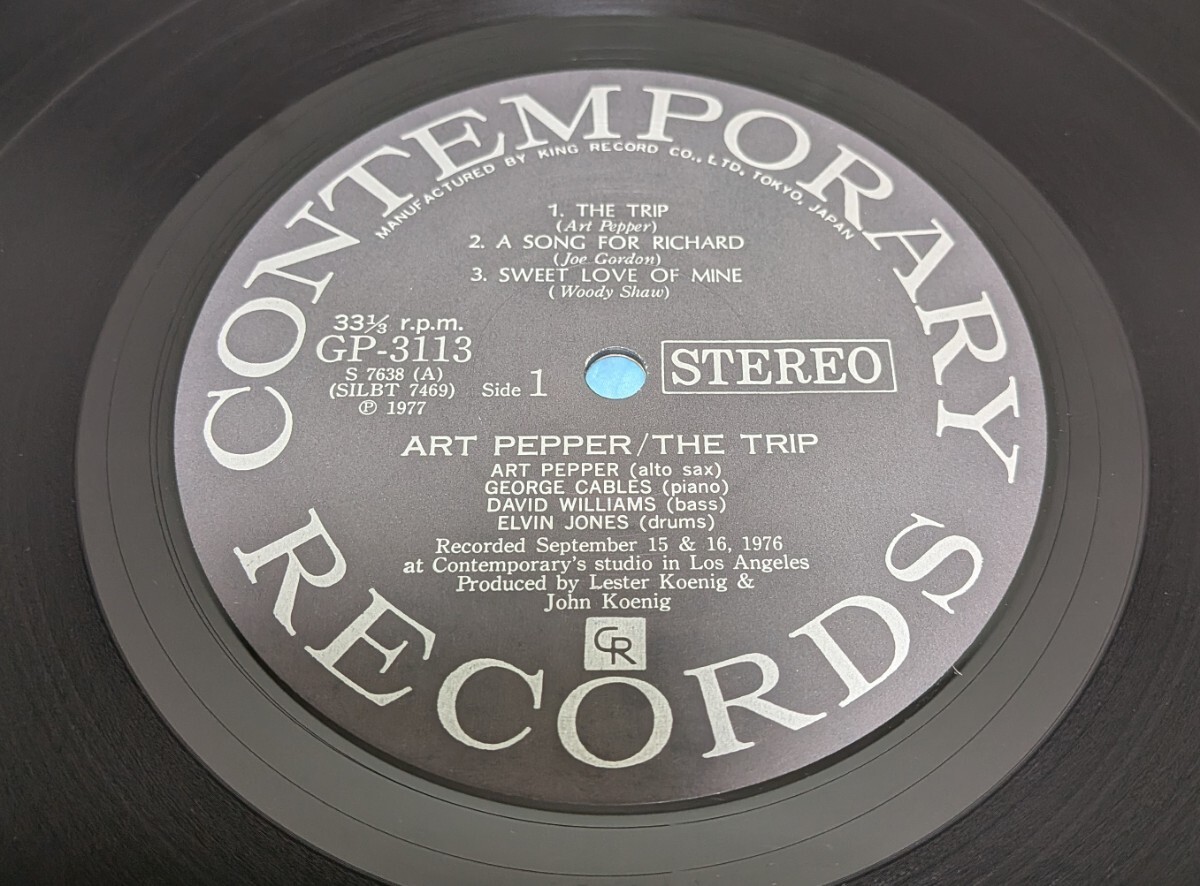 CONTEMPORARY
MANUFACTURED BY KING RECORD CO., LTD, TOKYO, JAPAN
1. THE TRIP
(Art Pepper)
2. A SONG FOR RICHARD
(Joe Gordon)
3. SWEET LOVE OF MINE
(Woody Shaw)
33⅓ r.p.m.
GP-3113
S 7638 (A)
(SILBT 7469)
℗ 1977
Side 1
STEREO
ART PEPPER/THE TRIP
ART PEPPER (alto sax)
GEORGE CABLES (piano)
DAVID WILLIAMS (bass)
ELVIN JONES (drums)
Recorded September 15 & 16, 1976
at Contemporary's studio in Los Angeles
Produced by Lester Koenig &
John Koenig
CR
RECORDS